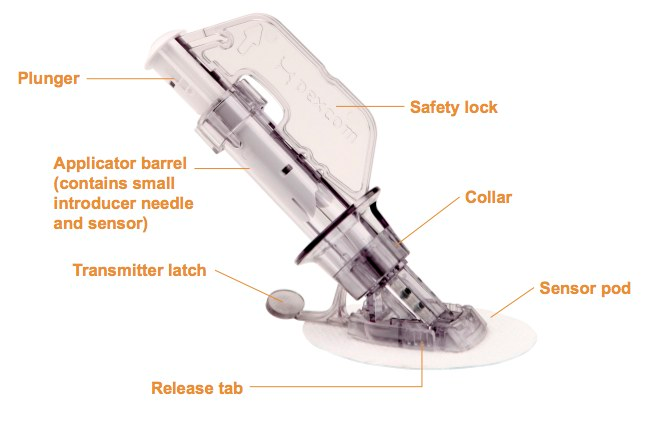 Plunger
dexcom
Safety lock
Applicator barrel
(contains small
introducer needle
and sensor)
Collar
Transmitter latch
Sensor pod
Release tab